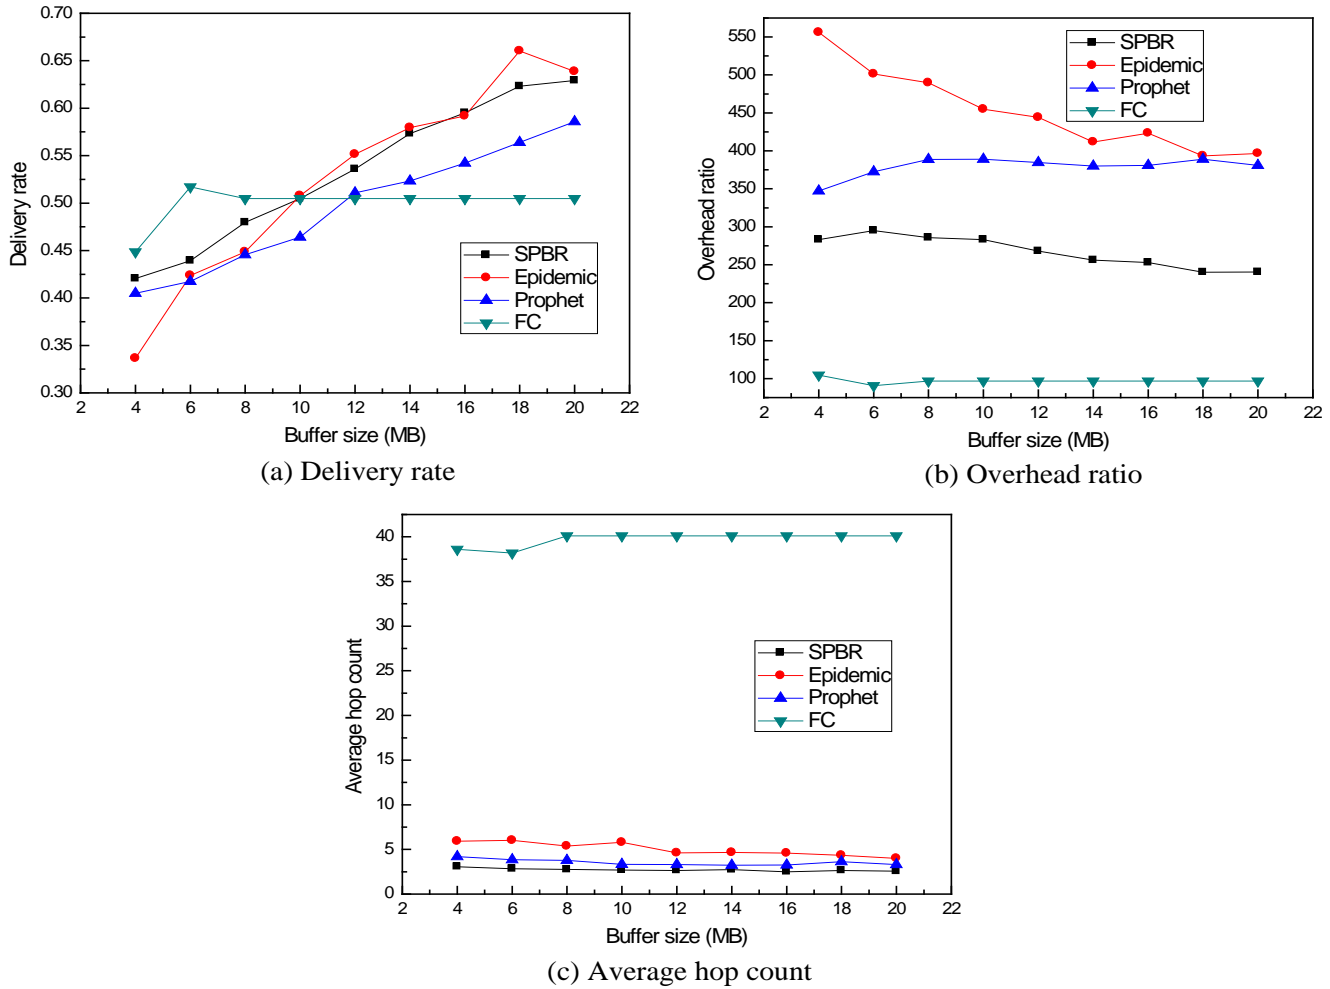 0.70
0.65
0.60
0.55
0.50
0.45
0.40
0.35
0.30
Delivery rate
SPBR
Epidemic
Prophet
FC
2 4 6 8 10 12 14 16 18 20 22
Buffer size (MB)
(a) Delivery rate
550
500
450
400
350
300
250
200
150
100
Overhead ratio
SPBR
Epidemic
Prophet
FC
2 4 6 8 10 12 14 16 18 20 22
Buffer size (MB)
(b) Overhead ratio
40
35
30
25
20
15
10
5
0
Average hop count
SPBR
Epidemic
Prophet
FC
2 4 6 8 10 12 14 16 18 20 22
Buffer size (MB)
(c) Average hop count